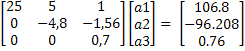 [25 5 1] [a1] = [106.8]
[0 -4,8 -1,56] [a2] = [-96.208]
[0 0 0,7] [a3] = [0.76]